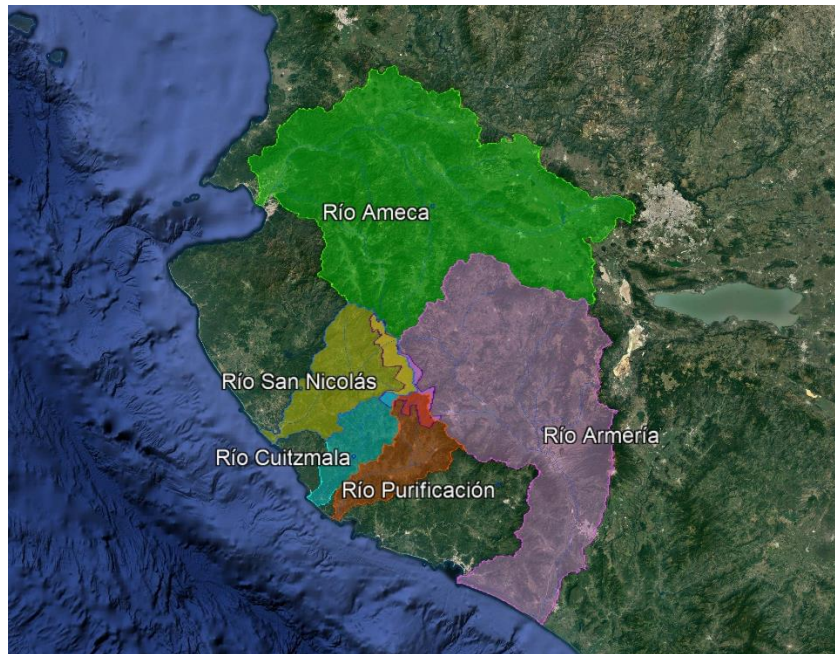 Río Ameca
Río San Nicolás
Río Armería
Río Cuitzmala
Río Purificación